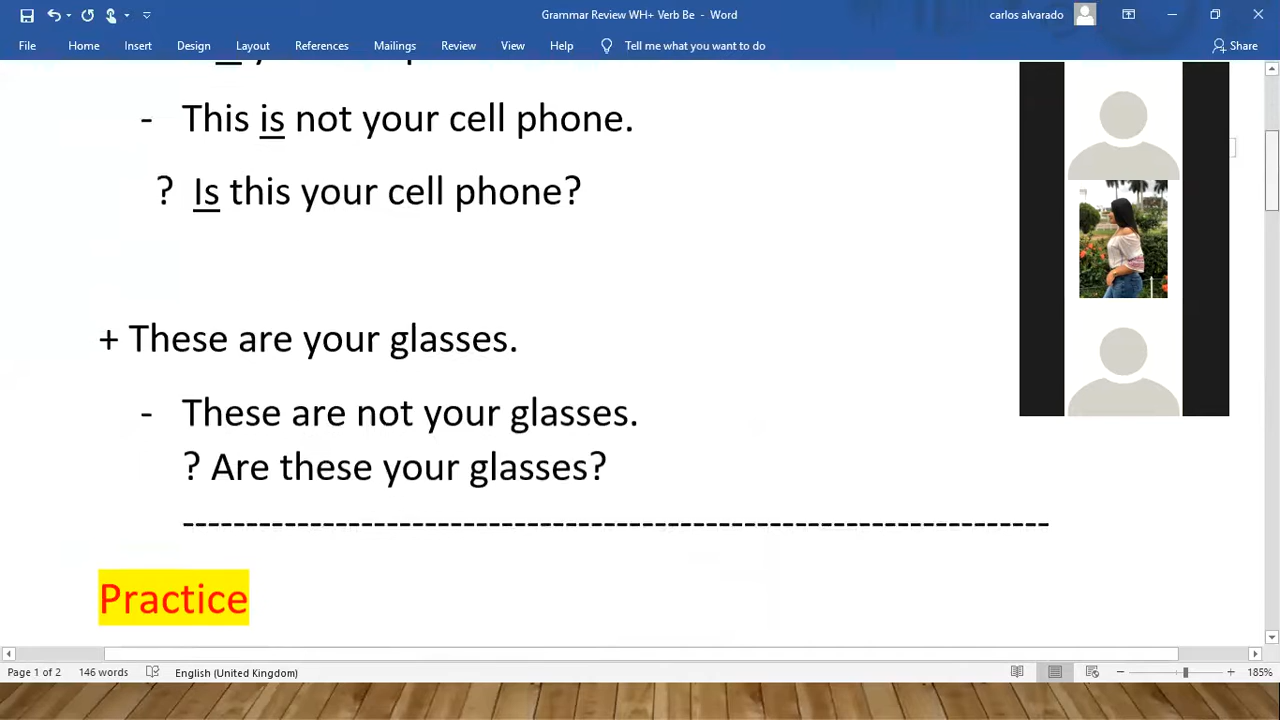 Grammar Review WH+ Verb Be - Word
carlos alvarado
File Home Insert Design Layout References Mailings Review View Help Tell me what you want to do Share
- This is not your cell phone.
? Is this your cell phone?
+ These are your glasses.
- These are not your glasses.
? Are these your glasses?
--------------------------------------------------------------------
Practice
Page 1 of 2 146 words English (United Kingdom) 185%